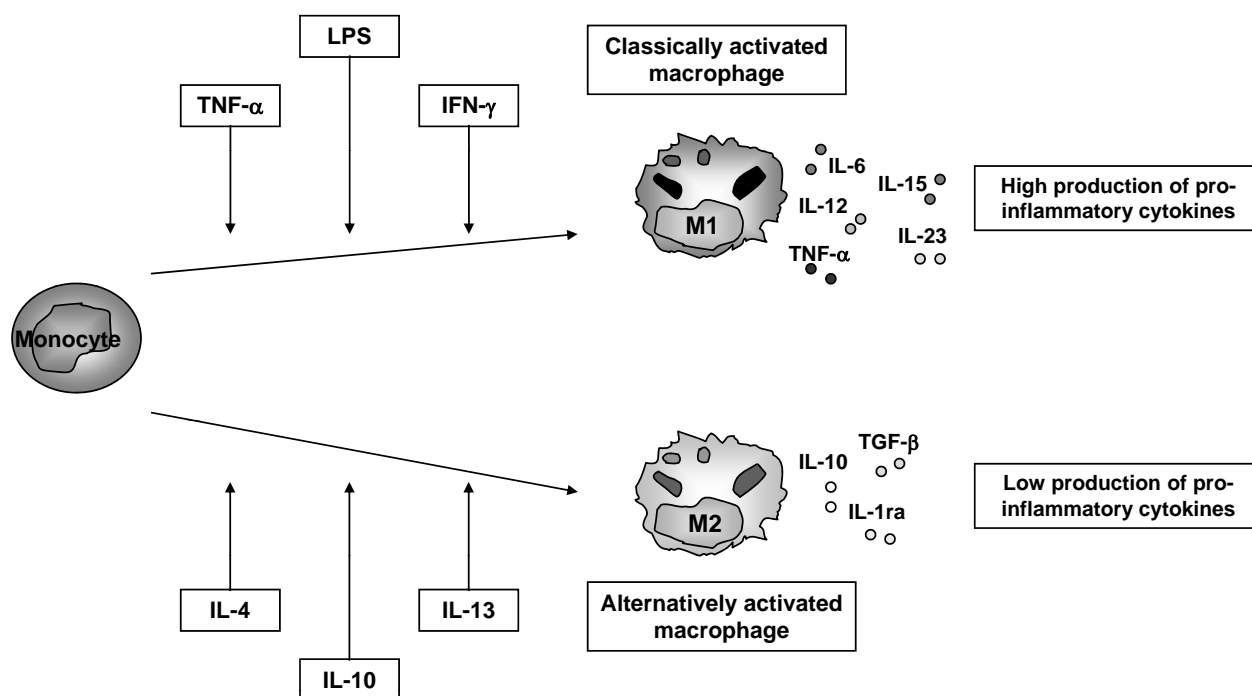 LPS
Classically activated
macrophage
TNF-α
IFN-γ
IL-6
IL-15
High production of pro-
inflammatory cytokines
M1
IL-12
IL-23
TNF-α
Monocyte
TGF-β
IL-10
Low production of pro-
inflammatory cytokines
IL-1ra
M2
IL-4
IL-13
Alternatively activated
macrophage
IL-10